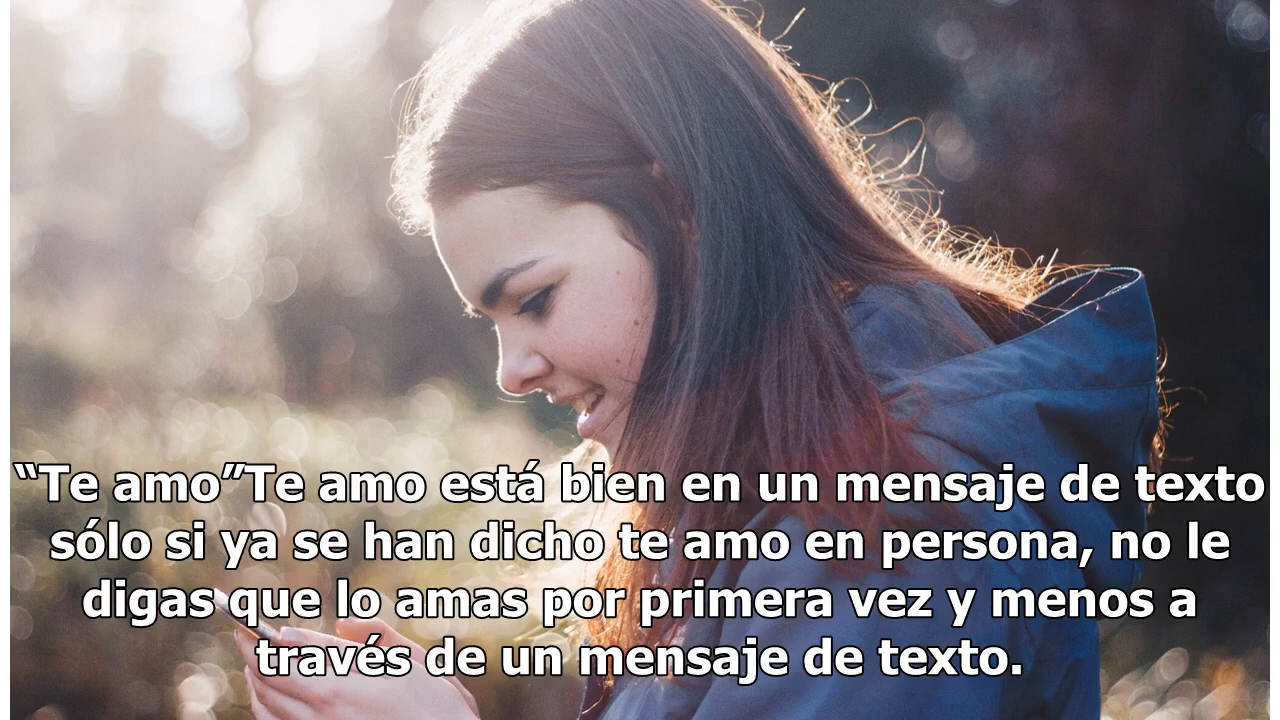 “Te amo”Te amo está bien en un mensaje de texto
sólo si ya se han dicho te amo en persona, no le
digas que lo amas por primera vez y menos a
través de un mensaje de texto.